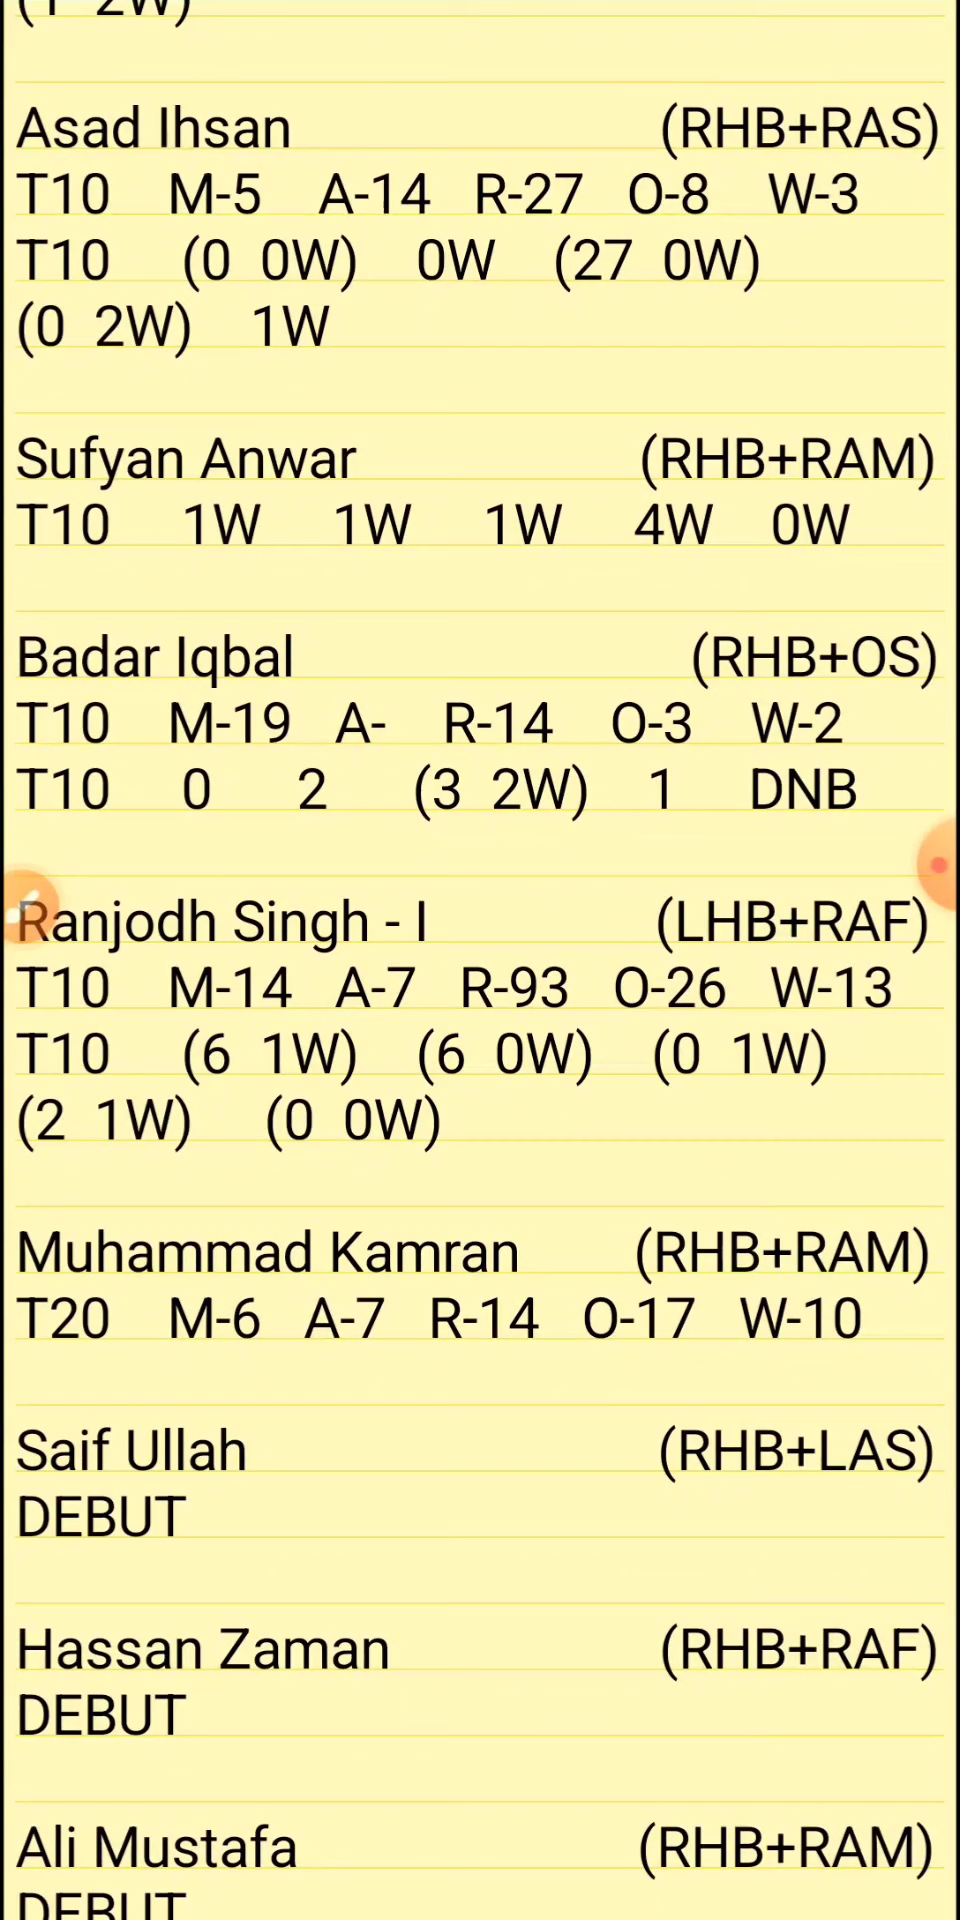 (1 2W)
Asad Ihsan (RHB+RAS)
T10 M-5 A-14 R-27 O-8 W-3
T10 (0 0W) 0W (27 0W)
(0 2W) 1W
Sufyan Anwar (RHB+RAM)
T10 1W 1W 1W 4W 0W
Badar Iqbal (RHB+OS)
T10 M-19 A- R-14 O-3 W-2
T10 0 2 (3 2W) 1 DNB
Ranjodh Singh - I (LHB+RAF)
T10 M-14 A-7 R-93 O-26 W-13
T10 (6 1W) (6 0W) (0 1W)
(2 1W) (0 0W)
Muhammad Kamran (RHB+RAM)
T20 M-6 A-7 R-14 O-17 W-10
Saif Ullah (RHB+LAS)
DEBUT
Hassan Zaman (RHB+RAF)
DEBUT
Ali Mustafa (RHB+RAM)
DEBUT